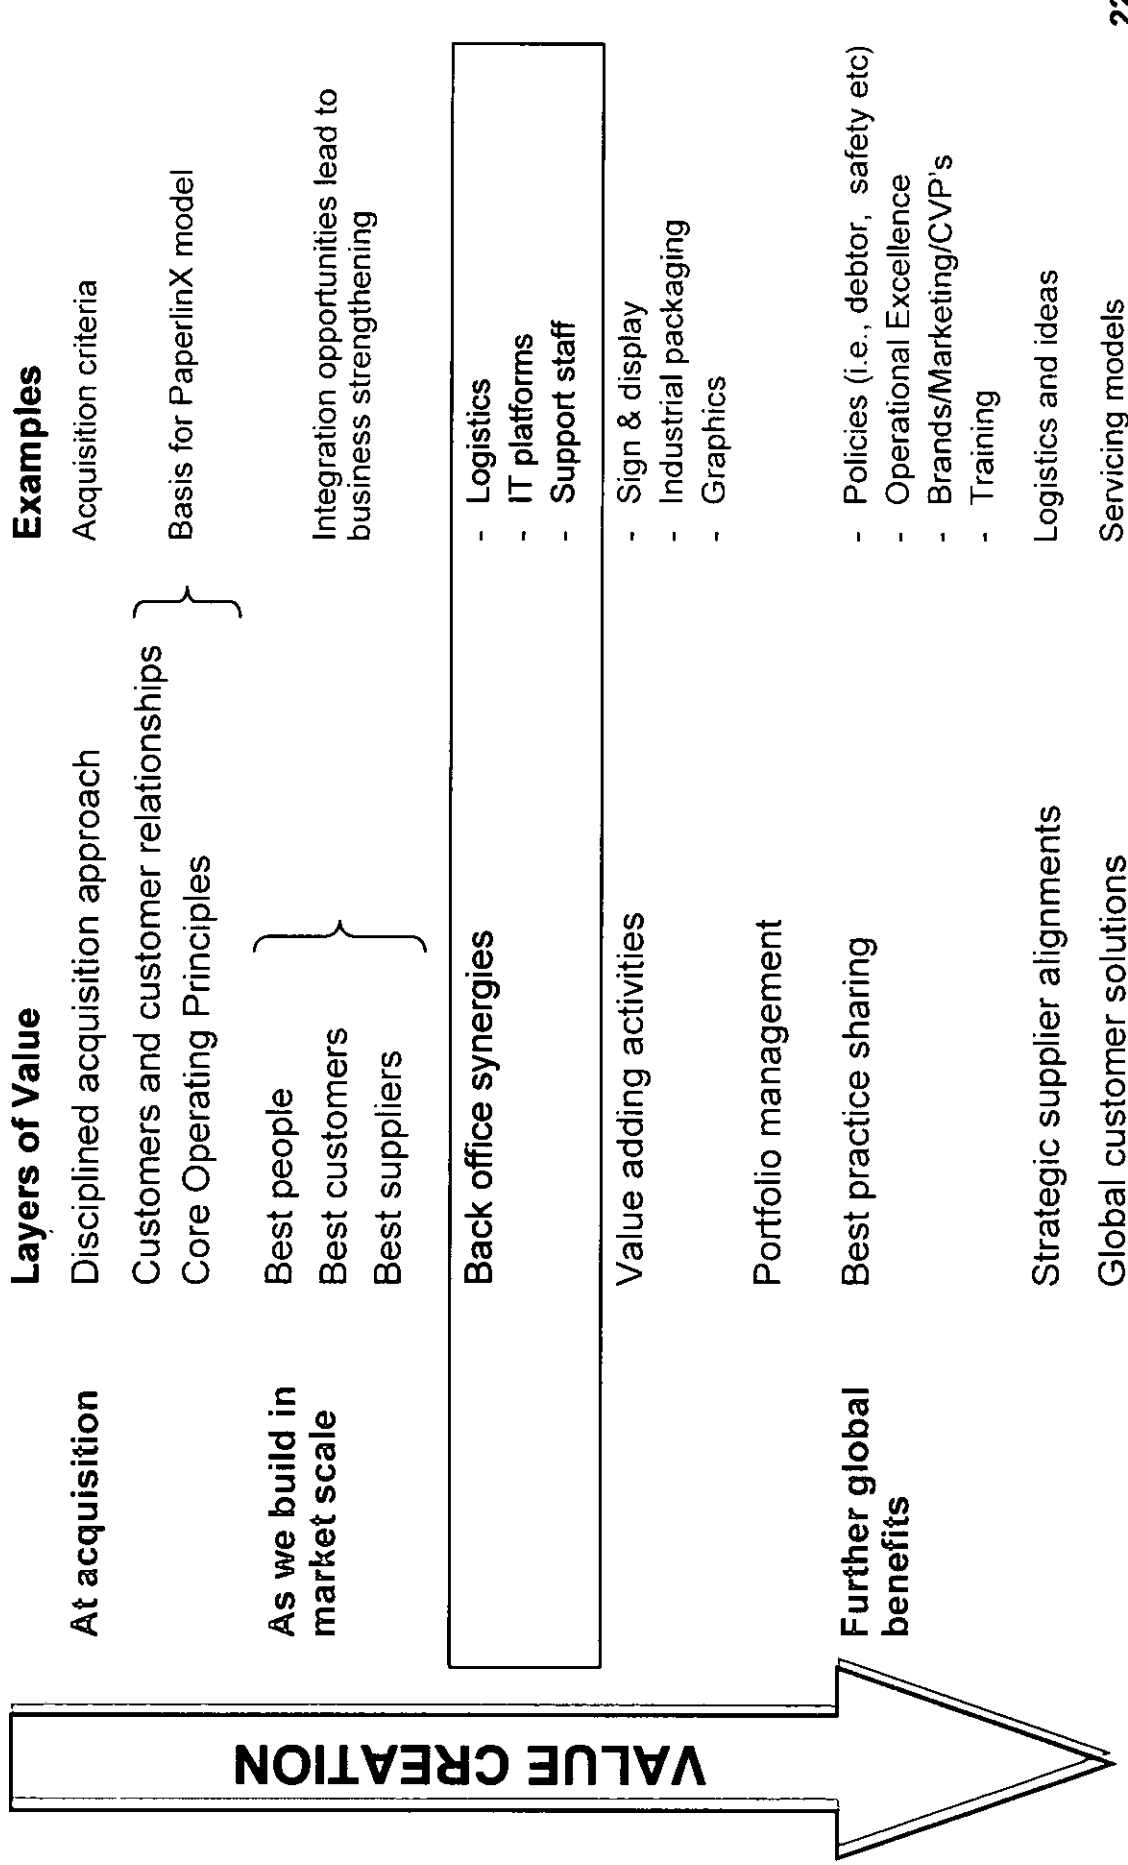 Layers of Value
Examples
At acquisition
Disciplined acquisition approach
Acquisition criteria
Customers and customer relationships
Core Operating Principles
Basis for PaperlinX model
As we build in
market scale
Best people
Best customers
Best suppliers
Integration opportunities lead to
business strengthening
Back office synergies
- Logistics
- IT platforms
- Support staff
Value adding activities
- Sign & display
- Industrial packaging
- Graphics
Portfolio management
Further global
benefits
Best practice sharing
- Policies (i.e., debtor, safety etc)
- Operational Excellence
- Brands/Marketing/CVP's
- Training
Strategic supplier alignments
Logistics and ideas
Global customer solutions
Servicing models
VALUE CREATION